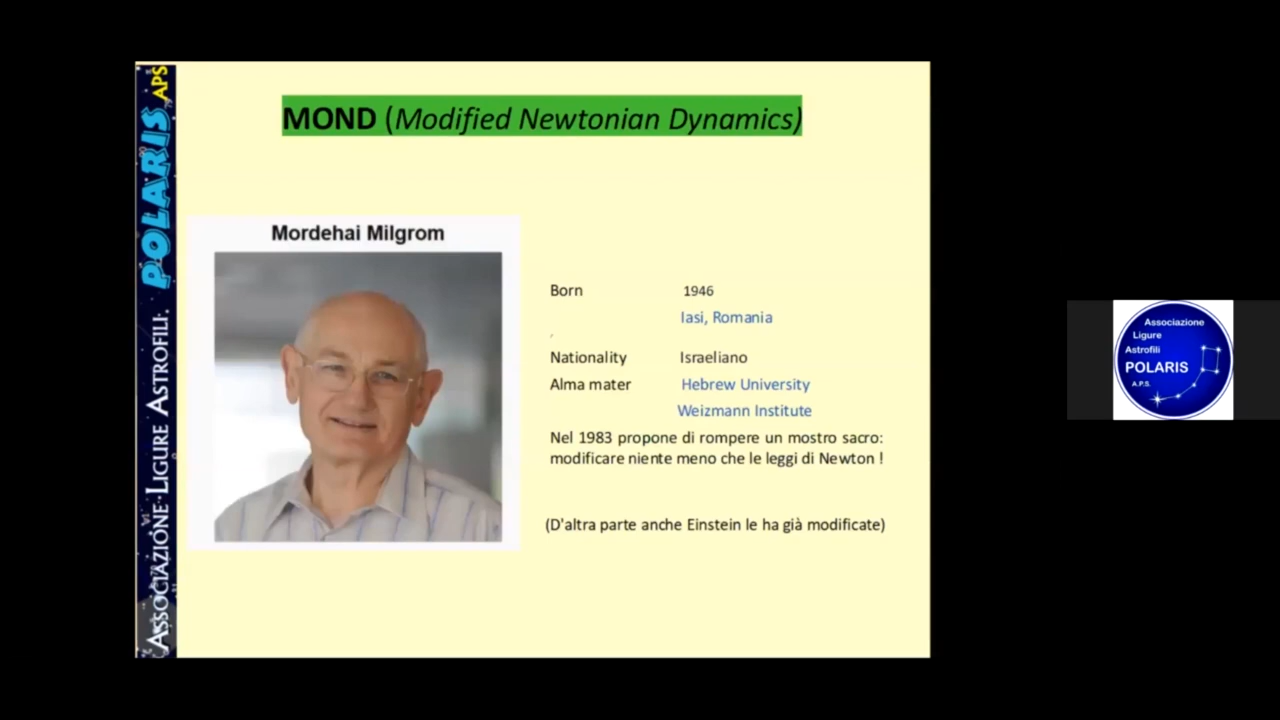 MOND (Modified Newtonian Dynamics)
Mordehai Milgrom
Born 1946
Iasi, Romania
Nationality Israeliano
Alma mater Hebrew University
Weizmann Institute
Nel 1983 propone di rompere un mostro sacro:
modificare niente meno che le leggi di Newton !
(D'altra parte anche Einstein le ha già modificate)
ASSOCIAZIONE LIGURE ASTROFILI POLARIS APS
Associazione
Ligure
Astrofili
POLARIS
A.P.S.